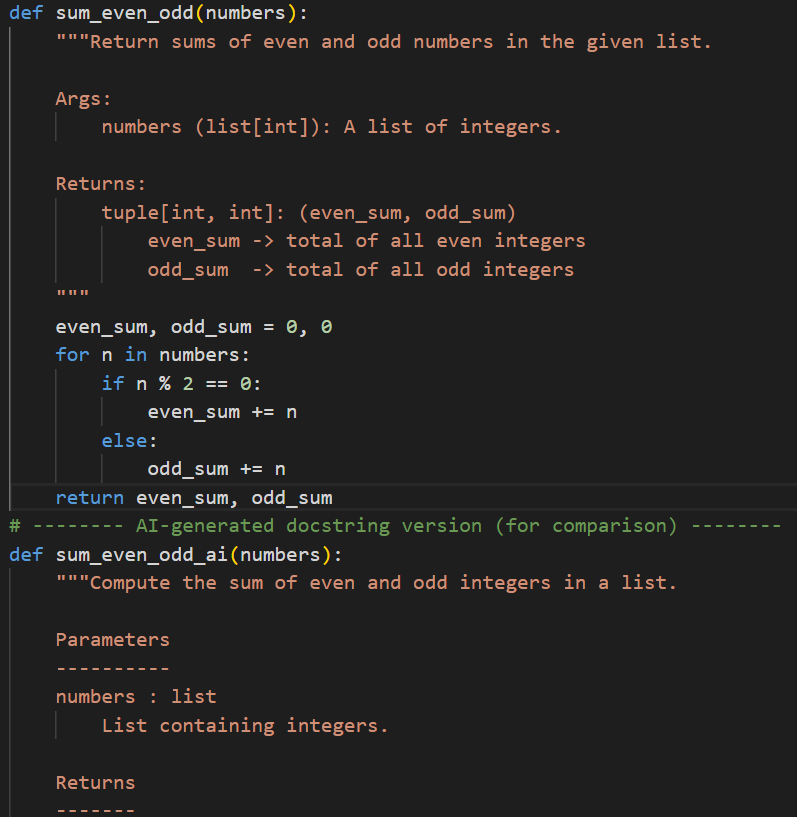 def sum_even_odd(numbers):
    """Return sums of even and odd numbers in the given list.

    Args:
        numbers (list[int]): A list of integers.

    Returns:
        tuple[int, int]: (even_sum, odd_sum)
            even_sum -> total of all even integers
            odd_sum  -> total of all odd integers
    """
    even_sum, odd_sum = 0, 0
    for n in numbers:
        if n % 2 == 0:
            even_sum += n
        else:
            odd_sum += n
    return even_sum, odd_sum
# -------- AI-generated docstring version (for comparison) --------
def sum_even_odd_ai(numbers):
    """Compute the sum of even and odd integers in a list.

    Parameters
    ----------
    numbers : list
        List containing integers.

    Returns
    -------